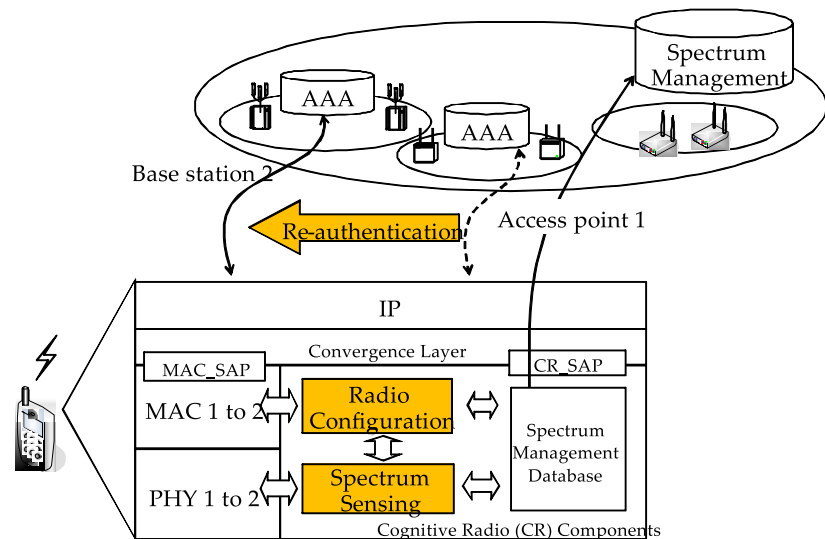 Spectrum
Management
AAA
AAA
Base station 2
Re-authentication
Access point 1
IP
Convergence Layer
MAC_SAP
CR_SAP
MAC 1 to 2
Radio
Configuration
Spectrum
Management
Database
PHY 1 to 2
Spectrum
Sensing
Cognitive Radio (CR) Components